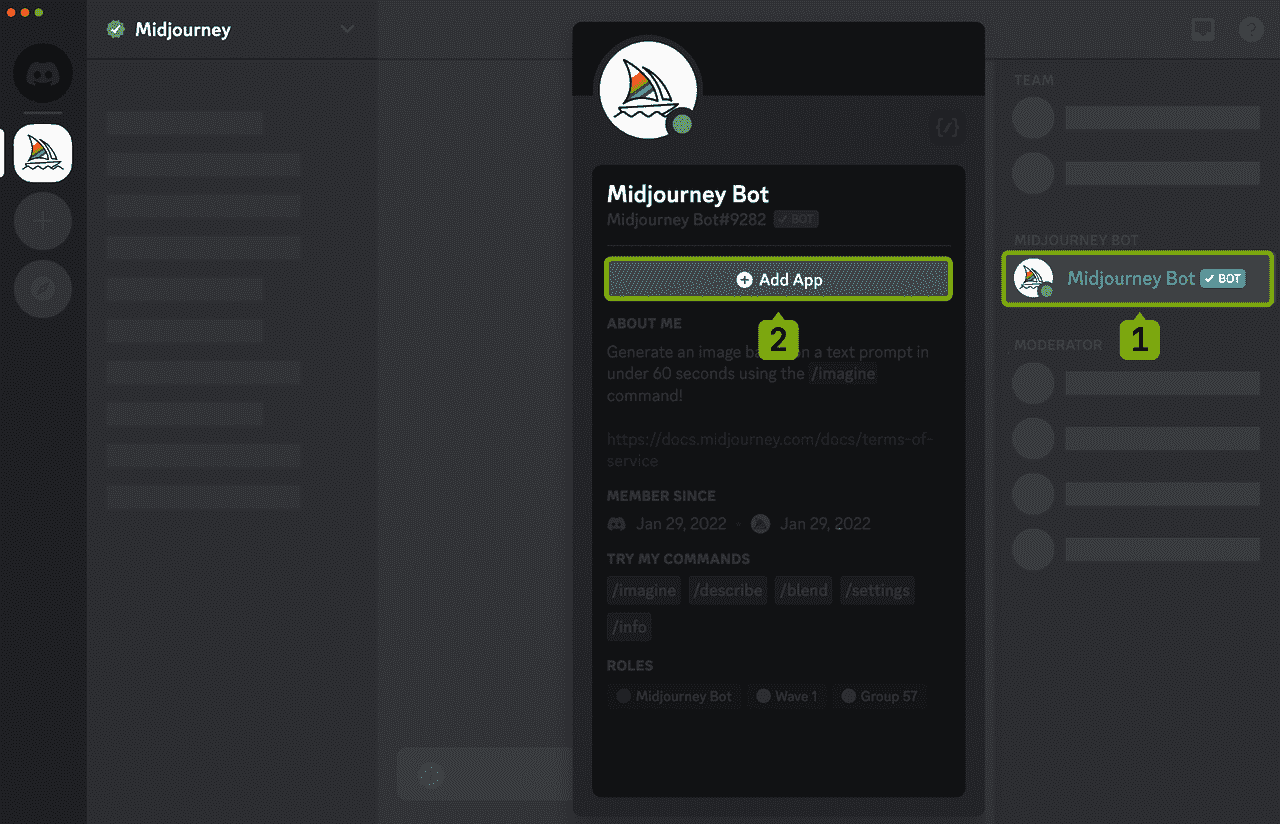 Midjourney
?
TEAM
Midjourney Bot
Midjourney Bot#9282 BOT
MIDJOURNEY BOT
Midjourney Bot BOT
Add App
ABOUT ME
2
1
MODERATOR
Generate an image ba n a text prompt in
under 60 seconds using the /imagine
command!
https://docs.midjourney.com/docs/terms-of-
service
MEMBER SINCE
Jan 29, 2022 • Jan 29, 2022
TRY MY COMMANDS
/imagine /describe /blend /settings
/info
ROLES
Midjourney Bot Wave 1 Group 57